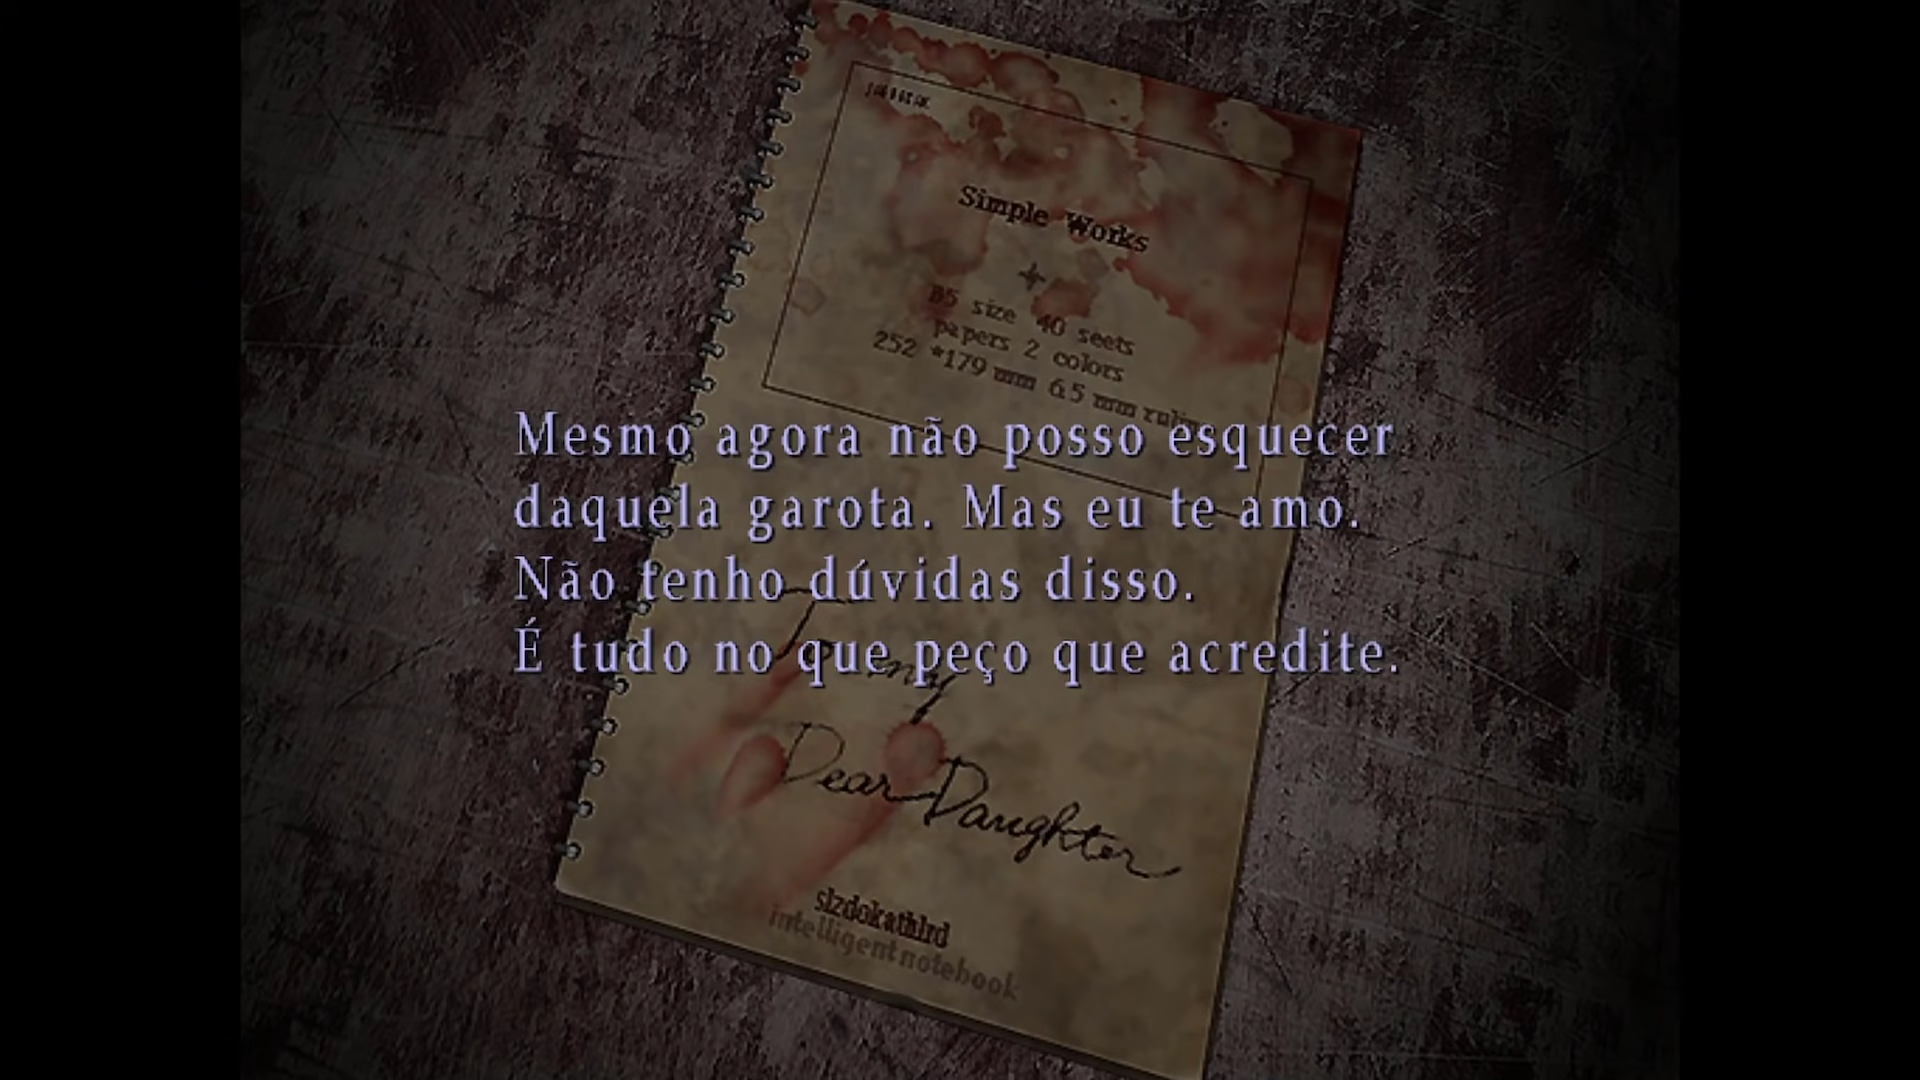 Simple Works
B5 size 40 seets
papers 2 colors
252 *179 mm 6.5 mm
Mesmo agora não posso esquecer
daquela garota. Mas eu te amo.
Não tenho dúvidas disso.
É tudo no que peço que acredite.
Dear Daughter
slzdokathlrd
intelligent notebook